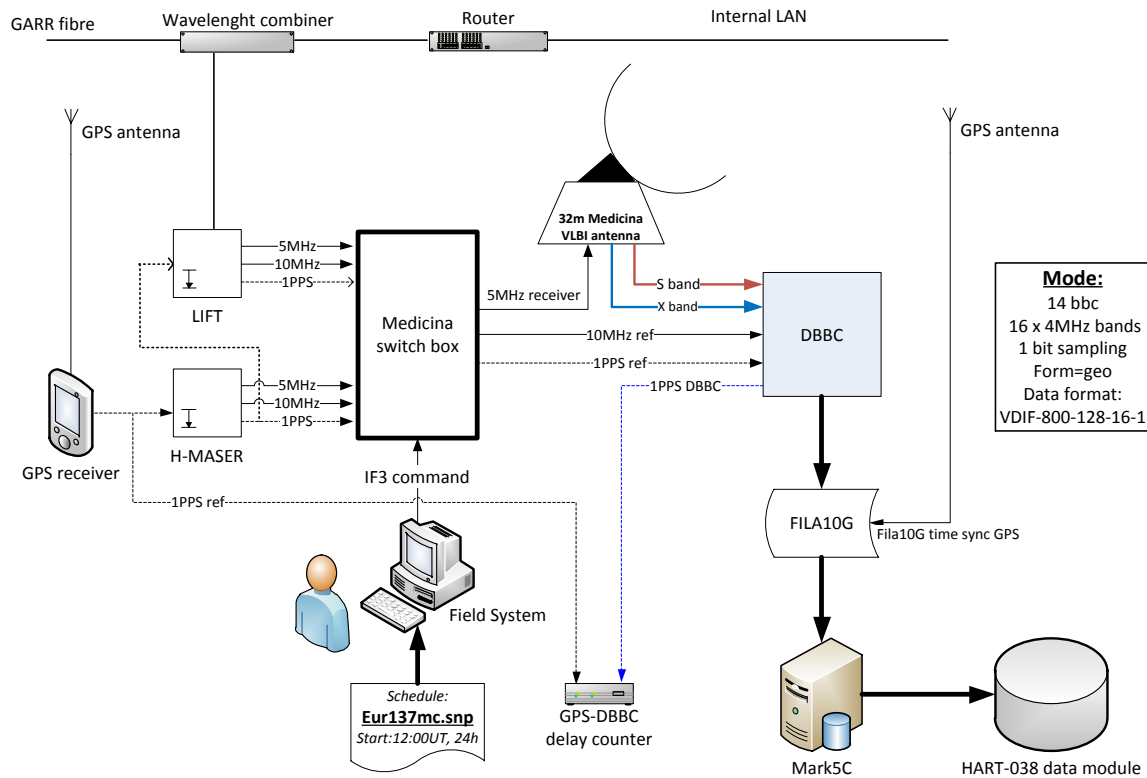 GARR fibre
Wavelenght combiner
Router
Internal LAN
GPS antenna
GPS antenna
32m Medicina
VLBI antenna
5MHz
10MHz
1PPS
LIFT
Medicina
switch box
5MHz receiver
S band
X band
10MHz ref
1PPS ref
1PPS DBBC
DBBC
Mode:
14 bbc
16 x 4MHz bands
1 bit sampling
Form=geo
Data format:
VDIF-800-128-16-1
5MHz
10MHz
1PPS
H-MASER
GPS receiver
IF3 command
1PPS ref
FILA10G
Fila10G time sync GPS
Field System
Schedule:
Eur137mc.snp
Start:12:00UT, 24h
GPS-DBBC
delay counter
Mark5C
HART-038 data module